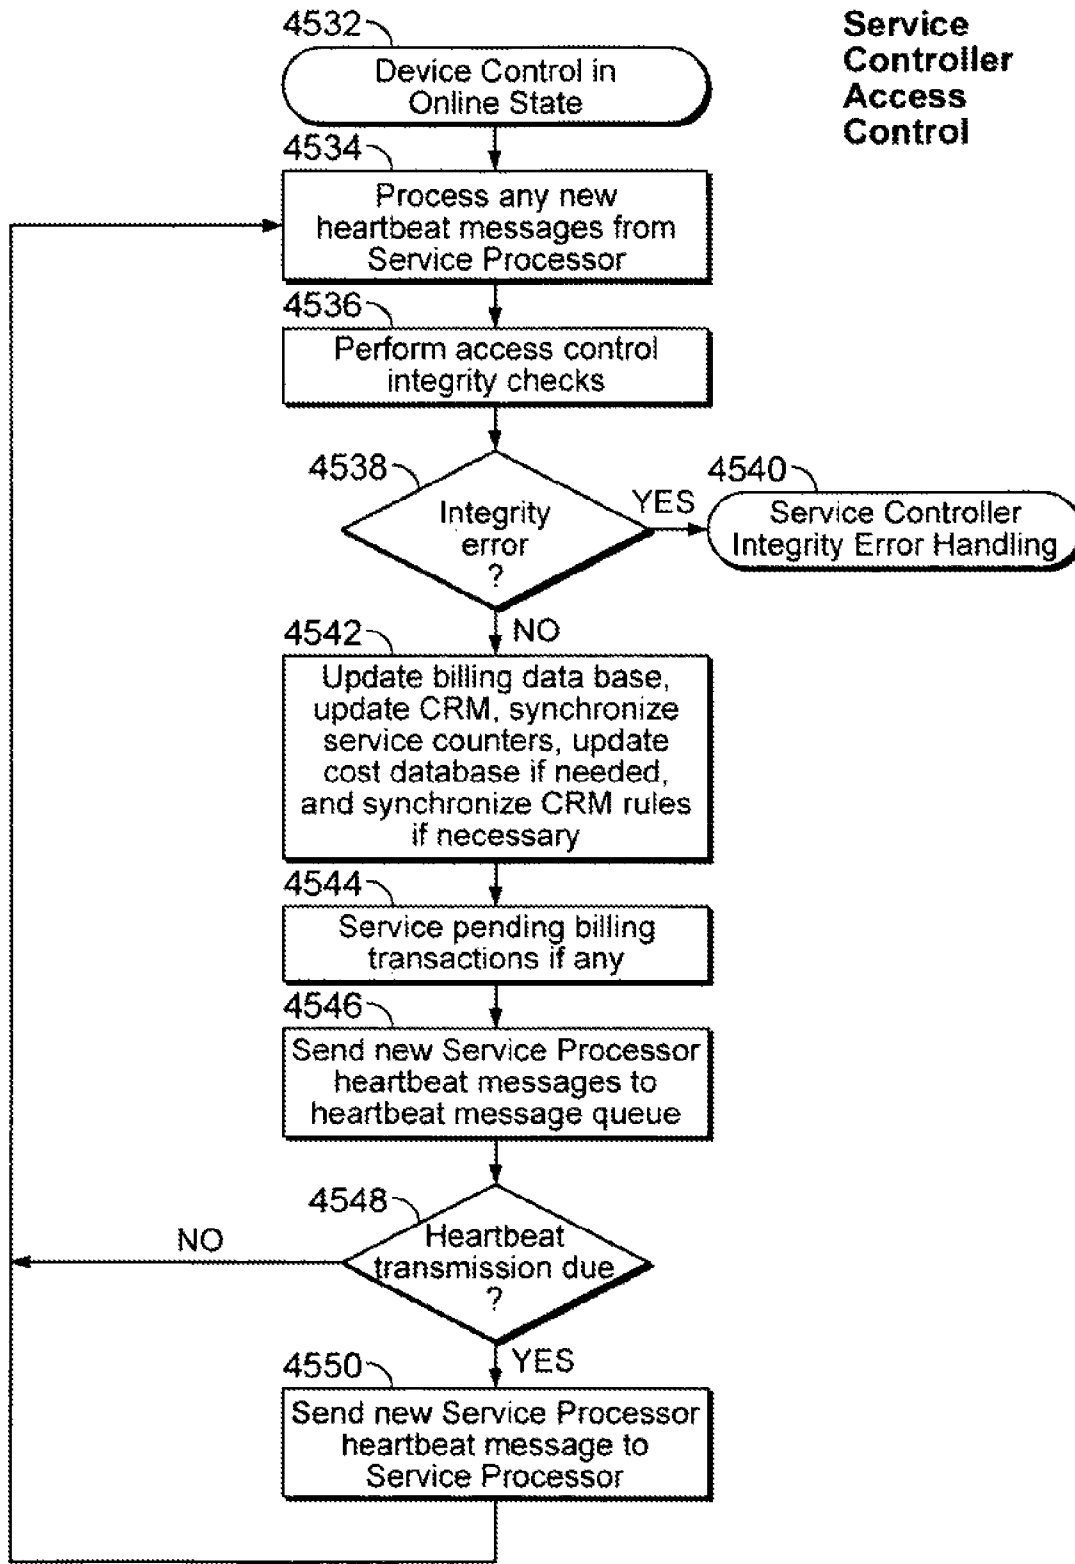 Service
Controller
Access
Control
4532
Device Control in
Online State
4534
Process any new
heartbeat messages from
Service Processor
4536
Perform access control
integrity checks
4538
Integrity
error
?
YES
4540
Service Controller
Integrity Error Handling
NO
4542
Update billing data base,
update CRM, synchronize
service counters, update
cost database if needed,
and synchronize CRM rules
if necessary
4544
Service pending billing
transactions if any
4546
Send new Service Processor
heartbeat messages to
heartbeat message queue
4548
Heartbeat
transmission due
?
NO
YES
4550
Send new Service Processor
heartbeat message to
Service Processor